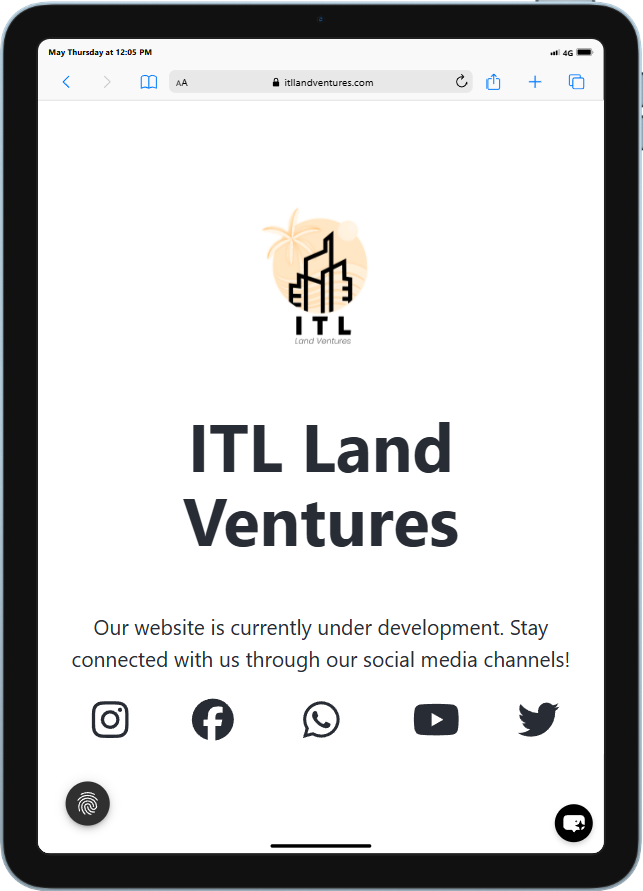 May Thursday at 12:05 PM
4G
AA
itllandventures.com
ITL
Land Ventures
ITL Land
Ventures
Our website is currently under development. Stay
connected with us through our social media channels!